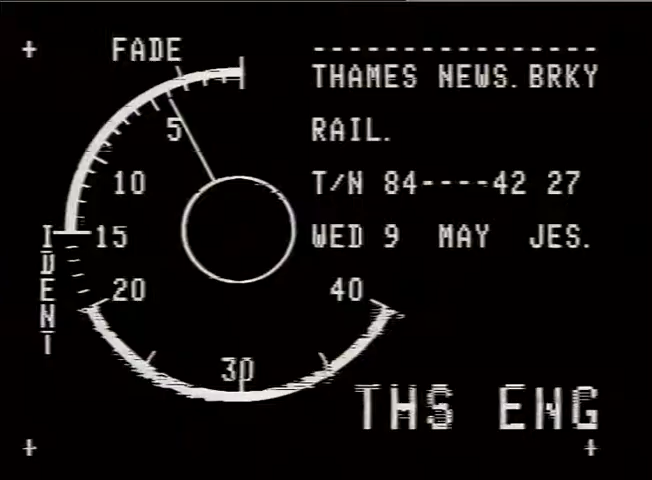 FADE
5
10
15
20
30
40
IDENT
THAMES NEWS. BRKY
RAIL.
T/N 84----42 27
WED 9 MAY JES.
THS ENG